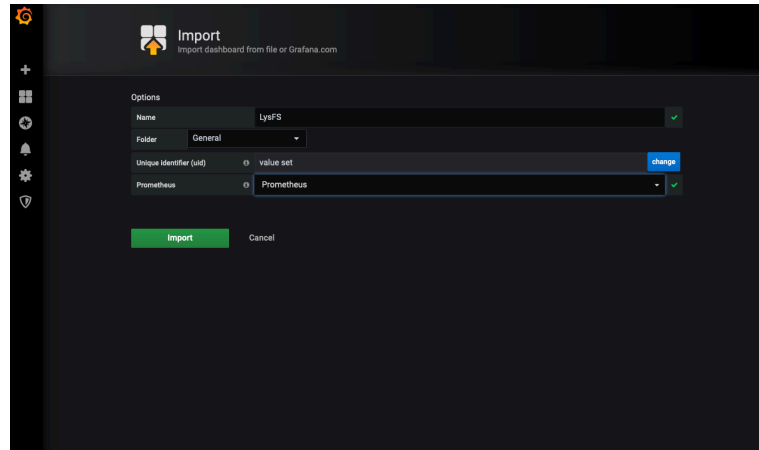 Import
Import dashboard from file or Grafana.com
Options
Name LysFS
Folder General
Unique identifier (uid) value set change
Prometheus Prometheus
Import Cancel